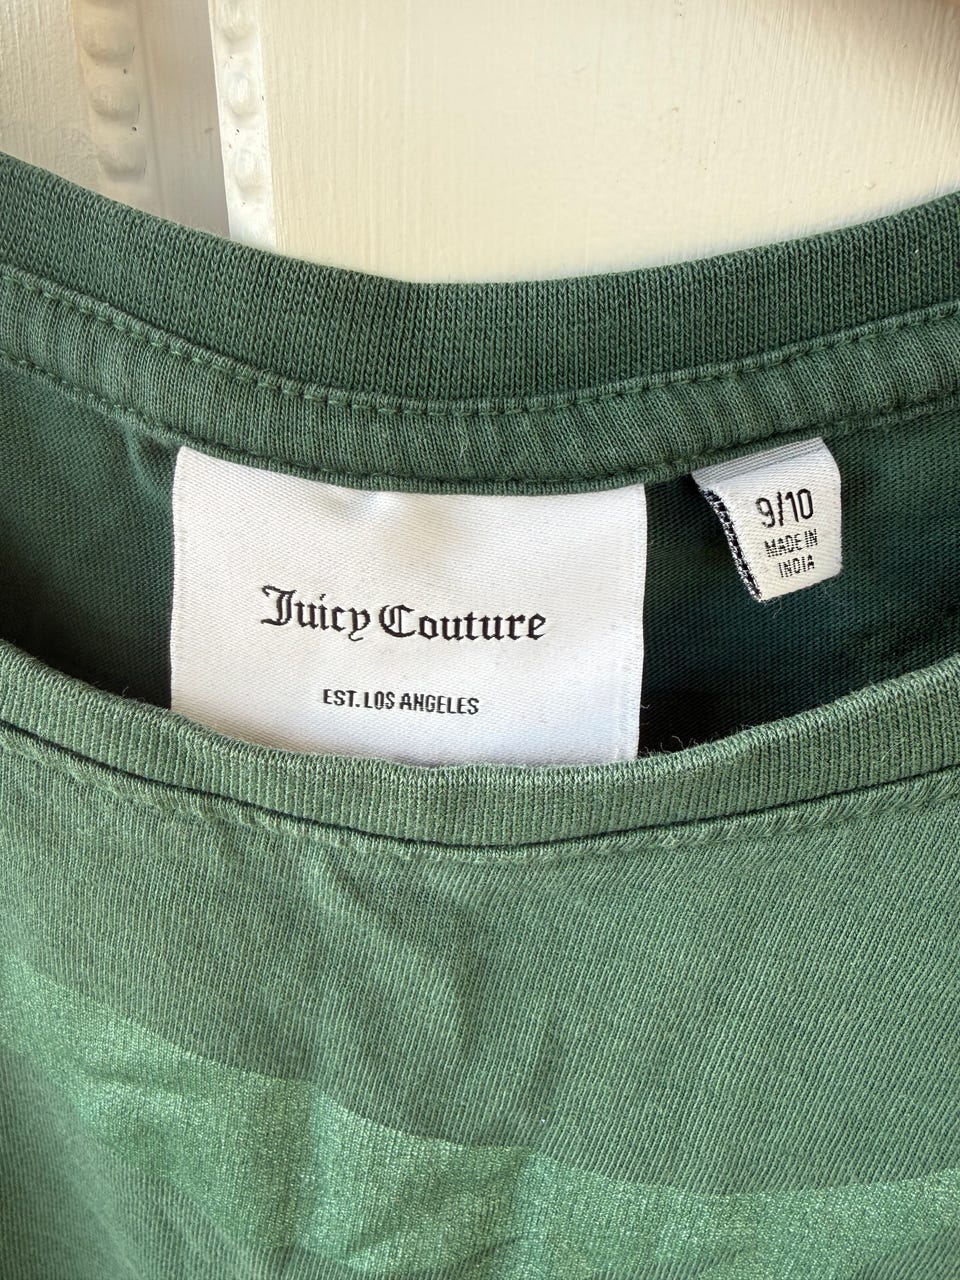 Juicy Couture
EST. LOS ANGELES
9/10
MADE IN
INDIA